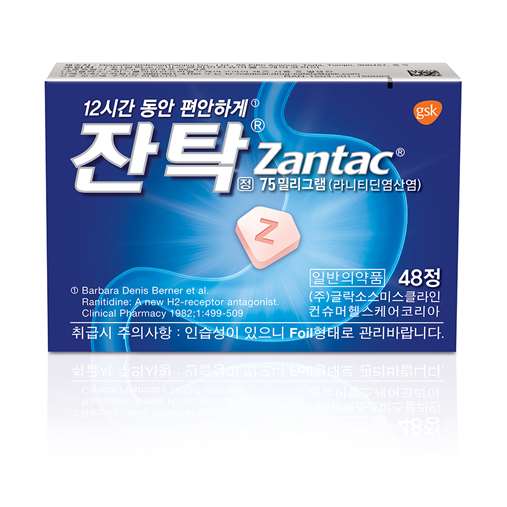 12시간 동안 편안하게①
gsk
잔탁® Zantac®
정 75밀리그램 (라니티딘염산염)
Z
일반의약품 48정
(주)글락소스미스클라인
컨슈머헬스케어코리아
① Barbara Denis Berner et al.
Ranitidine: A new H2-receptor antagonist.
Clinical Pharmacy 1982;1:499-509
취급시 주의사항 : 인습성이 있으니 Foil형태로 관리바랍니다.